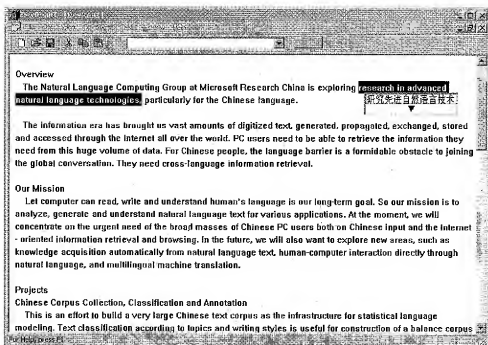 Overview
The Natural Language Computing Group at Microsoft Research China is exploring research in advanced
natural language technologies, particularly for the Chinese language.
研究先进自然语言技术
The information era has brought us vast amounts of digitized text, generated, propagated, exchanged, stored
and accessed through the Internet all over the world. PC users need to be able to retrieve the information they
need from this huge volume of data. For Chinese people, the language barrier is a formidable obstacle to joining
the global conversation. They need cross-language information retrieval.
Our Mission
Let computer can read, write and understand human's language is our long-term goal. So our mission is to
analyze, generate and understand natural language text for various applications. At the moment, we will
concentrate on the urgent need of the broad masses of Chinese PC users both on Chinese input and the Internet
- oriented information retrieval and browsing. In the future, we will also want to explore new areas, such as
knowledge acquisition automatically from natural language text, human-computer interaction directly through
natural language, and multilingual machine translation.
Projects
Chinese Corpus Collection, Classification and Annotation
This is an effort to build a very large Chinese text corpus as the infrastructure for statistical language
modeling. Text classification according to topics and writing styles is useful for construction of a balance corpus
For Help, press F1